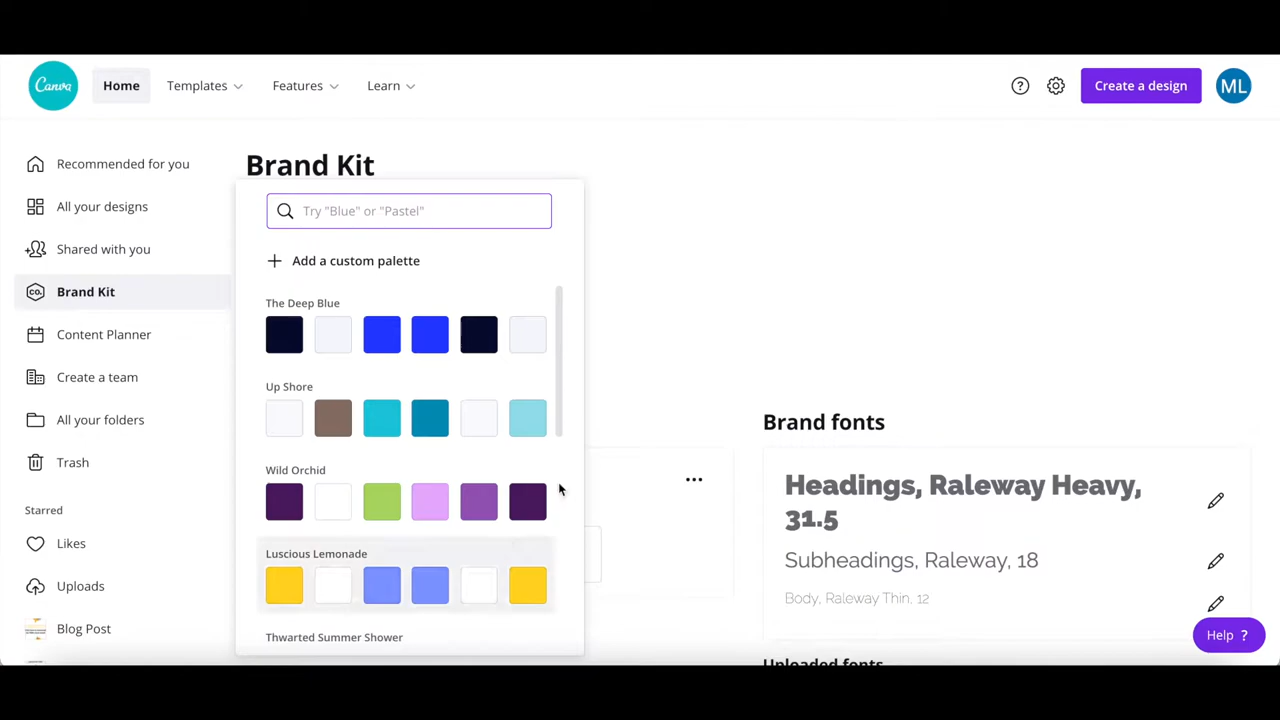 Canva
Home
Templates
Features
Learn
?
Create a design
ML
Recommended for you
All your designs
Shared with you
CO.
Brand Kit
Content Planner
Create a team
All your folders
Trash
Starred
Likes
Uploads
Blog Post
Brand Kit
Try "Blue" or "Pastel"
Add a custom palette
The Deep Blue
Up Shore
Wild Orchid
Luscious Lemonade
Thwarted Summer Shower
Brand fonts
Headings, Raleway Heavy,
31.5
Subheadings, Raleway, 18
Body, Raleway Thin, 12
Help ?
Uploaded fonts